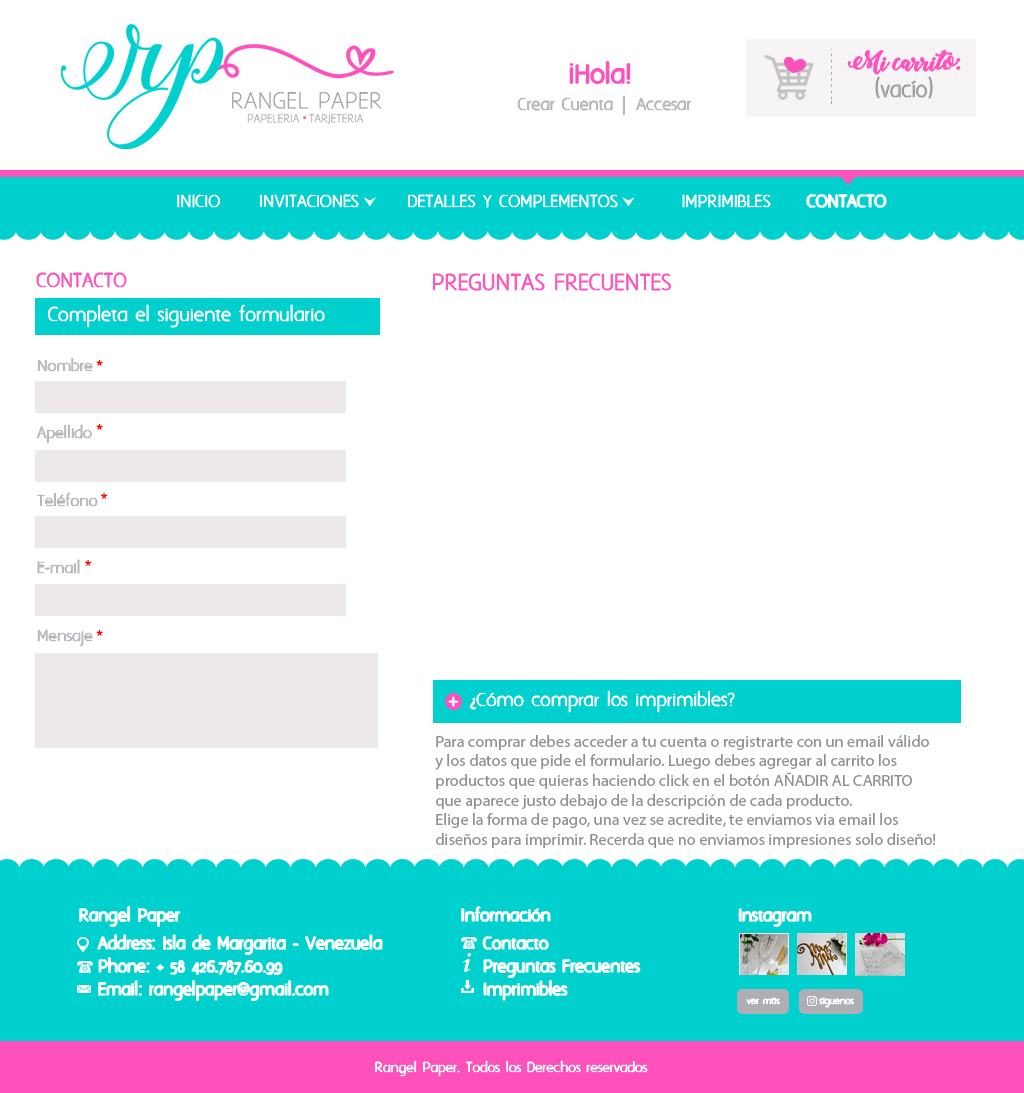 erp
RANGEL PAPER
PAPELERIA • TARJETERIA
¡Hola!
Crear Cuenta | Accesar
Mi carrito:
(vacío)
INICIO
INVITACIONES
DETALLES Y COMPLEMENTOS
IMPRIMIBLES
CONTACTO
CONTACTO
Completa el siguiente formulario
Nombre *
Apellido *
Teléfono *
E-mail *
Mensaje *
PREGUNTAS FRECUENTES
¿Cómo comprar los imprimibles?
Para comprar debes acceder a tu cuenta o registrarte con un email válido
y los datos que pide el formulario. Luego debes agregar al carrito los
productos que quieras haciendo click en el botón AÑADIR AL CARRITO
que aparece justo debajo de la descripción de cada producto.
Elige la forma de pago, una vez se acredite, te enviamos via email los
diseños para imprimir. Recerda que no enviamos impresiones solo diseño!
Rangel Paper
Address: Isla de Margarita - Venezuela
Phone: + 58 426.787.60.99
Email: rangelpaper@gmail.com
Información
Contacto
Preguntas Frecuentes
Imprimibles
Instagram
ver más
síguenos
Rangel Paper. Todos los Derechos reservados